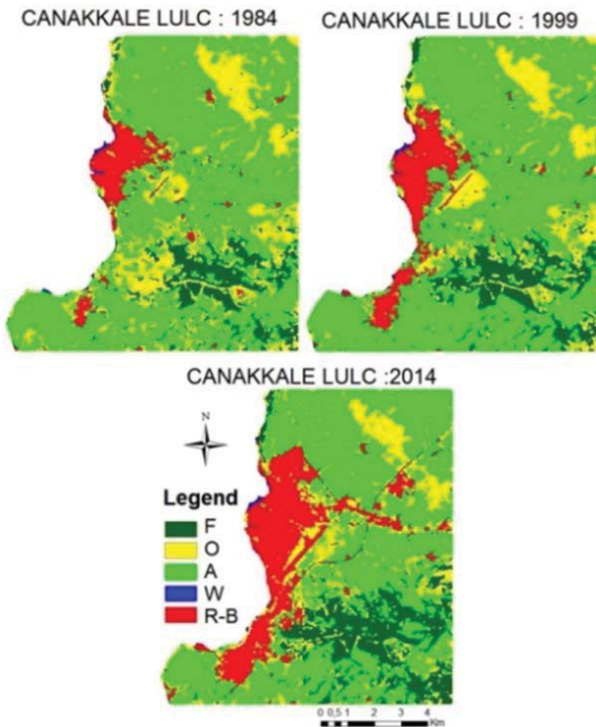 CANAKKALE LULC : 1984
CANAKKALE LULC : 1999
CANAKKALE LULC :2014
N
Legend
F
O
A
W
R-B
0 0,5 1 2 3 4
Km